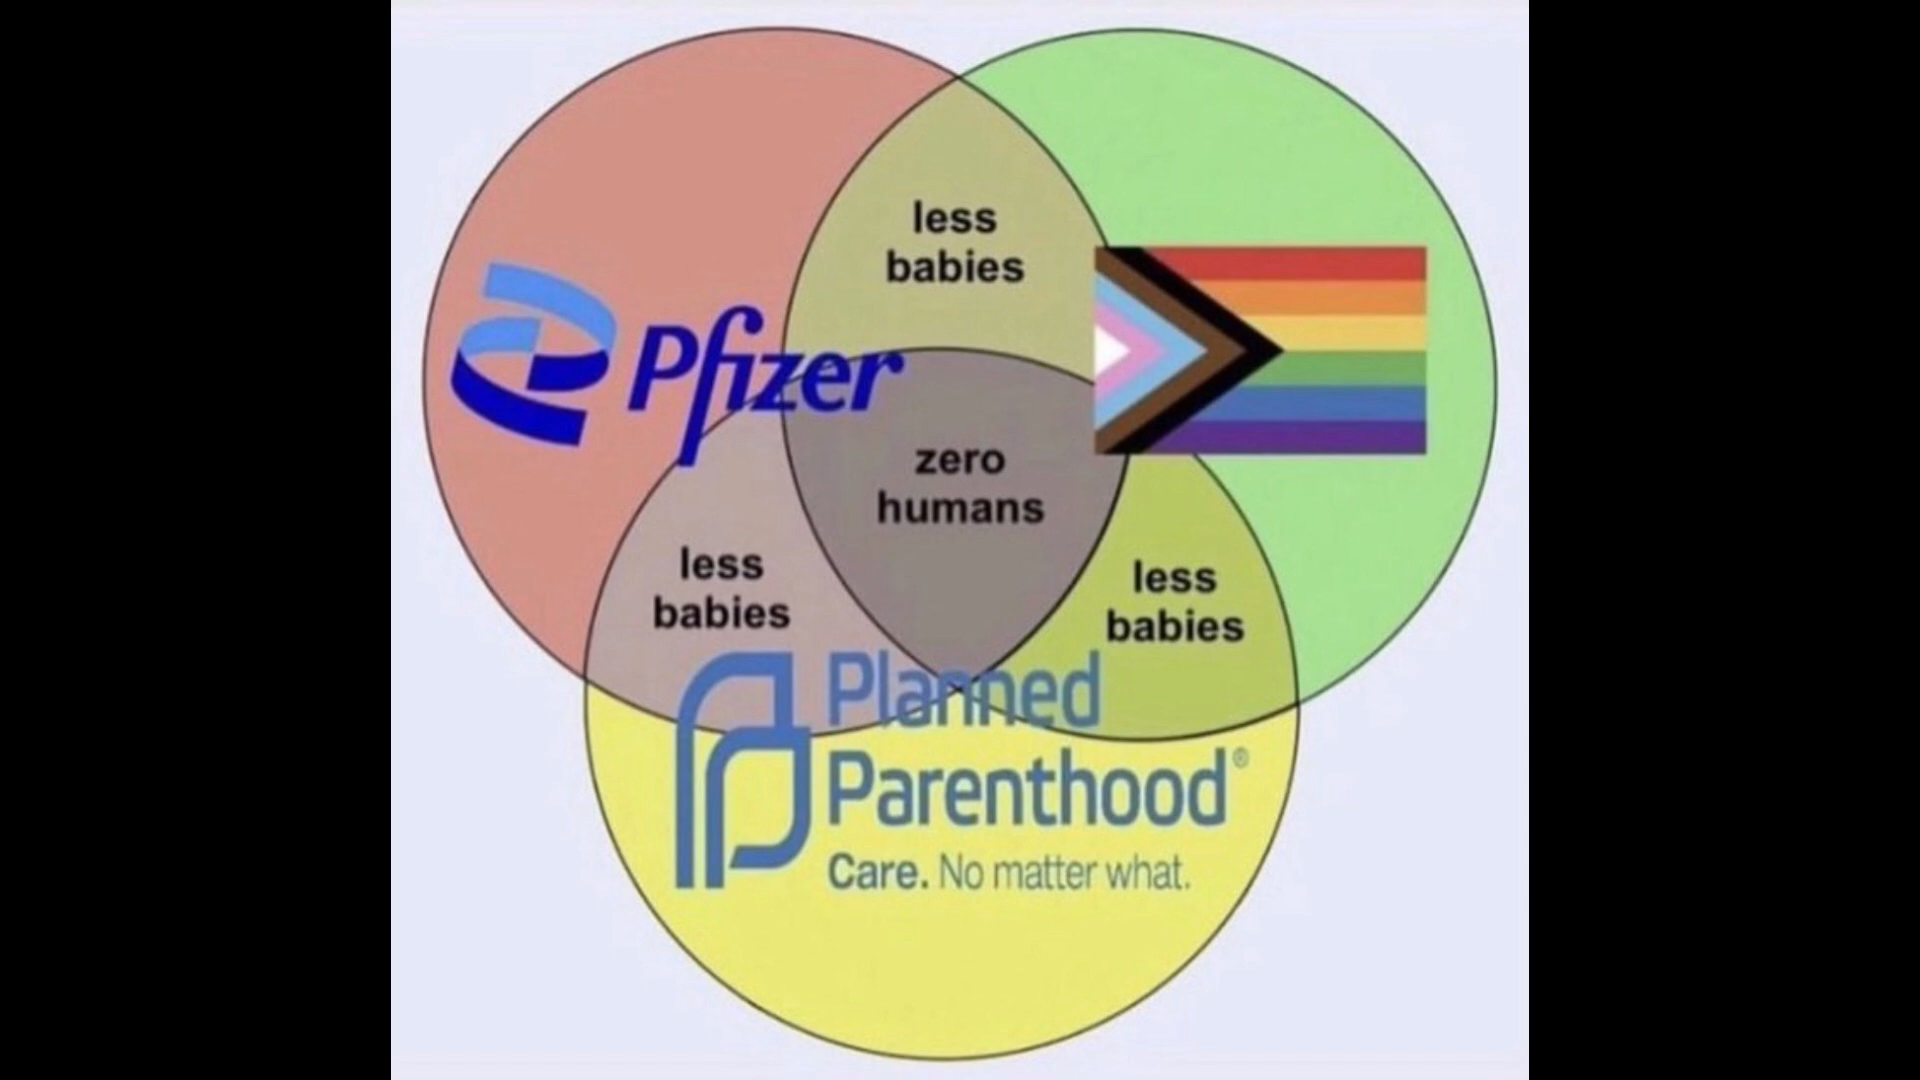 less
babies
Pfizer
zero
humans
less
babies
less
babies
Planned
Parenthood®
Care. No matter what.